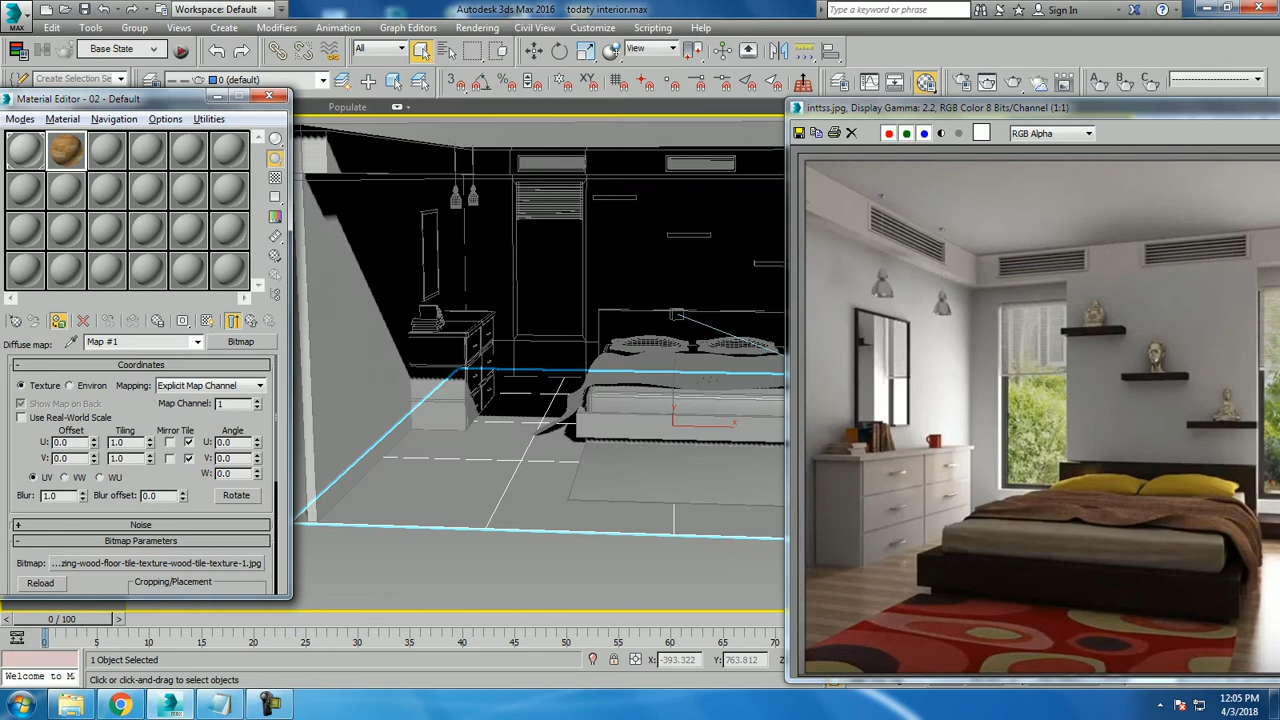 MAX
Workspace: Default
Autodesk 3ds Max 2016
todaty interior.max
Type a keyword or phrase
Sign In
Edit
Tools
Group
Views
Create
Modifiers
Animation
Graph Editors
Rendering
Civil View
Customize
Scripting
Help
Base State
All
View
Create Selection Se
0 (default)
Material Editor - 02 - Default
Populate
inttss.jpg, Display Gamma: 2.2, RGB Color 8 Bits/Channel (1:1)
Modes
Material
Navigation
Options
Utilities
RGB Alpha
Diffuse map:
Map #1
Bitmap
Coordinates
Texture
Environ
Mapping:
Explicit Map Channel
Show Map on Back
Map Channel:
1
Use Real-World Scale
Offset
Tiling
Mirror Tile
Angle
U:
0.0
1.0
U:
0.0
V:
0.0
1.0
V:
0.0
UV
VW
WU
W:
0.0
Blur:
1.0
Blur offset:
0.0
Rotate
Noise
Bitmap Parameters
Bitmap:
...zing-wood-floor-tile-texture-wood-tile-texture-1.jpg
Reload
Cropping/Placement
y
x
0 / 100
0
5
10
15
20
25
30
35
40
45
50
55
60
65
70
1 Object Selected
X:
-393.322
Y:
763.812
Z
Welcome to M
Click or click-and-drag to select objects
12:05 PM
4/3/2018